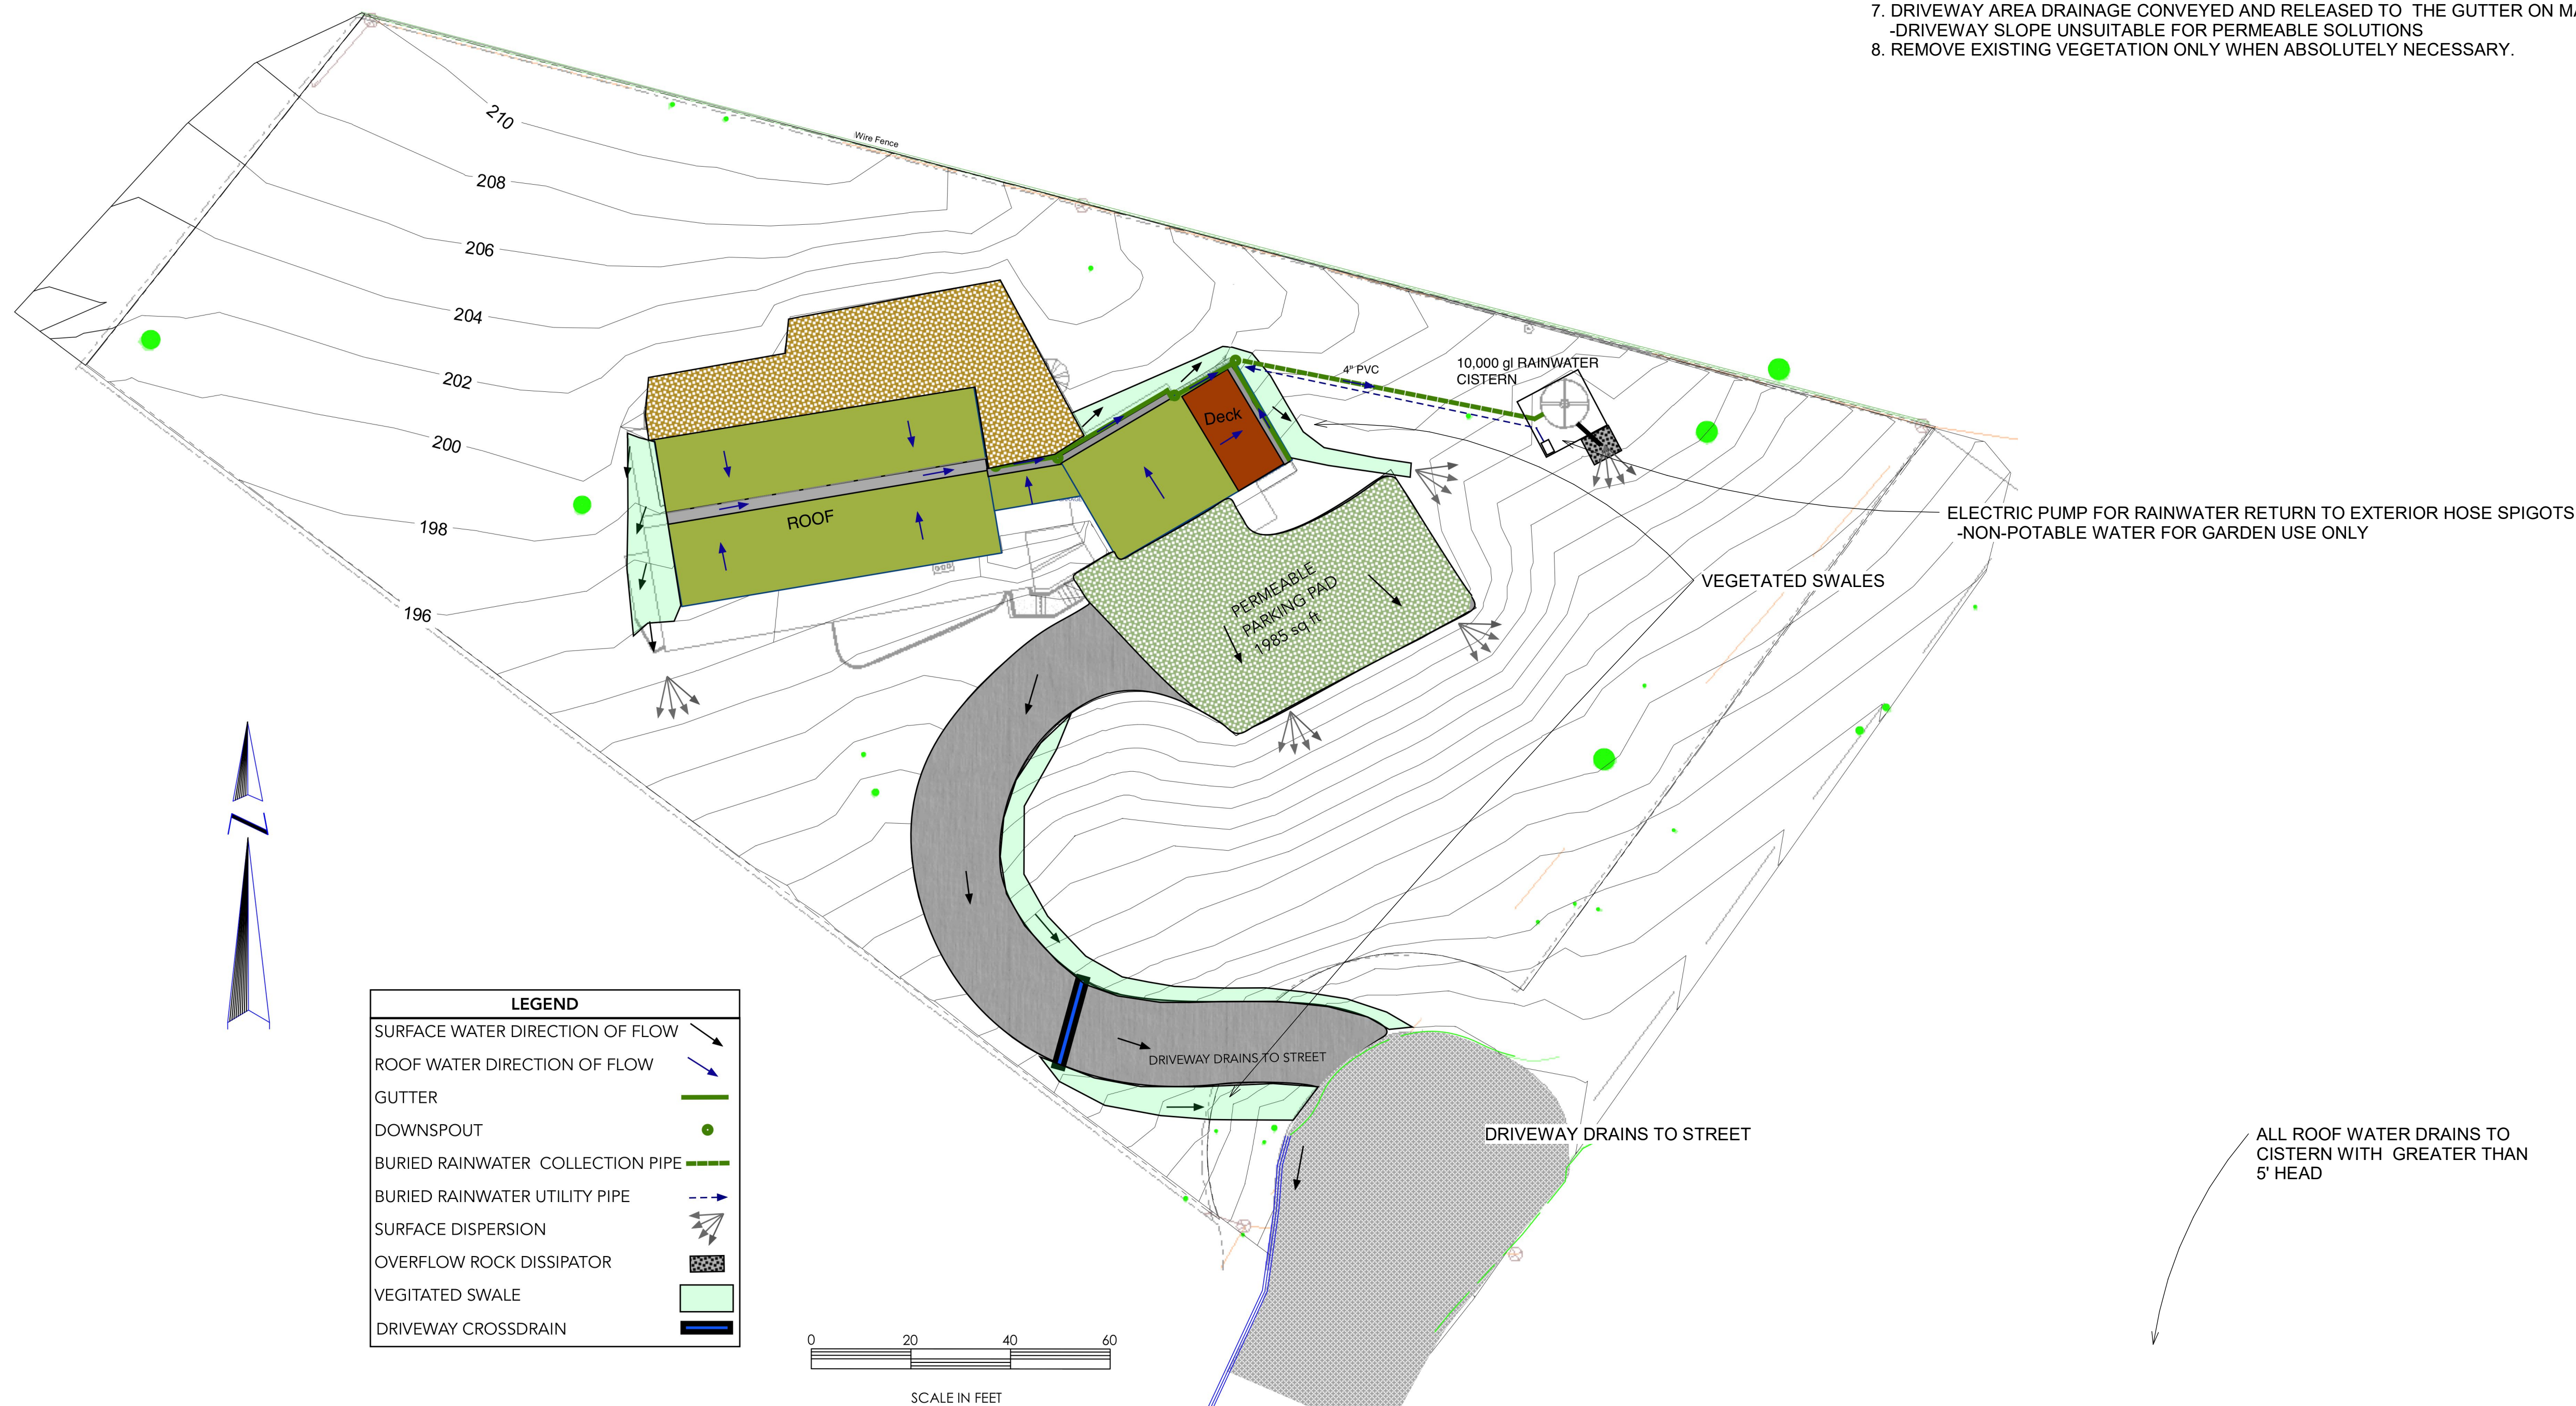 7. DRIVEWAY AREA DRAINAGE CONVEYED AND RELEASED TO THE GUTTER ON
-DRIVEWAY SLOPE UNSUITABLE FOR PERMEABLE SOLUTIONS
8. REMOVE EXISTING VEGETATION ONLY WHEN ABSOLUTELY NECESSARY.
210
Wire Fence
208
206
204
202
200
198
196
10,000 gl RAINWATER
CISTERN
4" PVC
Deck
ROOF
ELECTRIC PUMP FOR RAINWATER RETURN TO EXTERIOR HOSE SPIGOTS
-NON-POTABLE WATER FOR GARDEN USE ONLY
VEGETATED SWALES
PERMEABLE
PARKING PAD
1985 sq ft
N
DRIVEWAY DRAINS TO STREET
DRIVEWAY DRAINS TO STREET
ALL ROOF WATER DRAINS TO
CISTERN WITH GREATER THAN
5' HEAD
LEGEND
SURFACE WATER DIRECTION OF FLOW
ROOF WATER DIRECTION OF FLOW
GUTTER
DOWNSPOUT
BURIED RAINWATER COLLECTION PIPE
BURIED RAINWATER UTILITY PIPE
SURFACE DISPERSION
OVERFLOW ROCK DISSIPATOR
VEGITATED SWALE
DRIVEWAY CROSSDRAIN
0 20 40 60
SCALE IN FEET